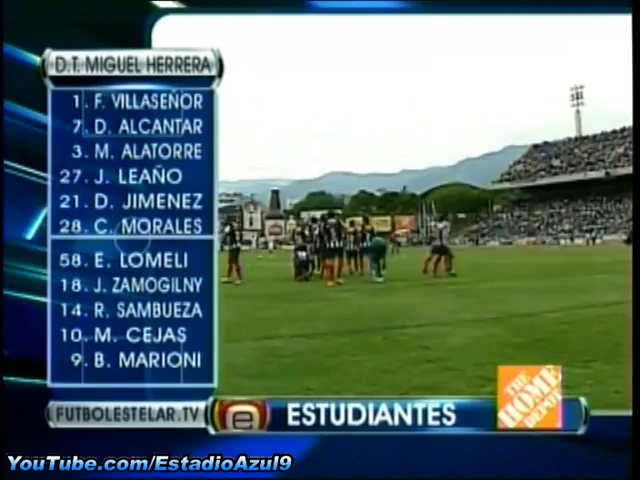 D.T. MIGUEL HERRERA
1 F. VILLASEÑOR
7 D. ALCANTAR
3 M. ALATORRE
27 J. LEAÑO
21 D. JIMENEZ
28 C. MORALES
58 E. LOMELI
18 J. ZAMOGILNY
14 R. SAMBUEZA
10 M. CEJAS
9 B. MARIONI
FUTBOLESTELAR.TV
e ESTUDIANTES
THE HOME DEPOT
YouTube.com/EstadioAzul9